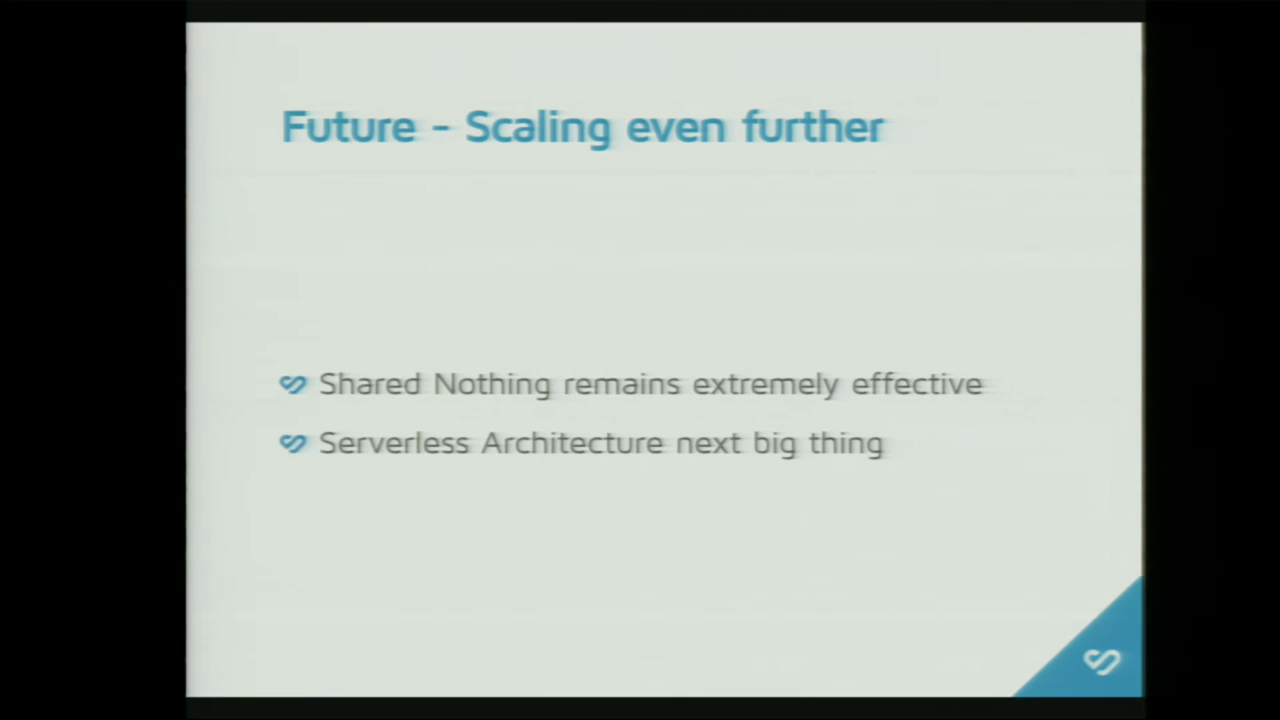 Future - Scaling even further
Shared Nothing remains extremely effective
Serverless Architecture next big thing